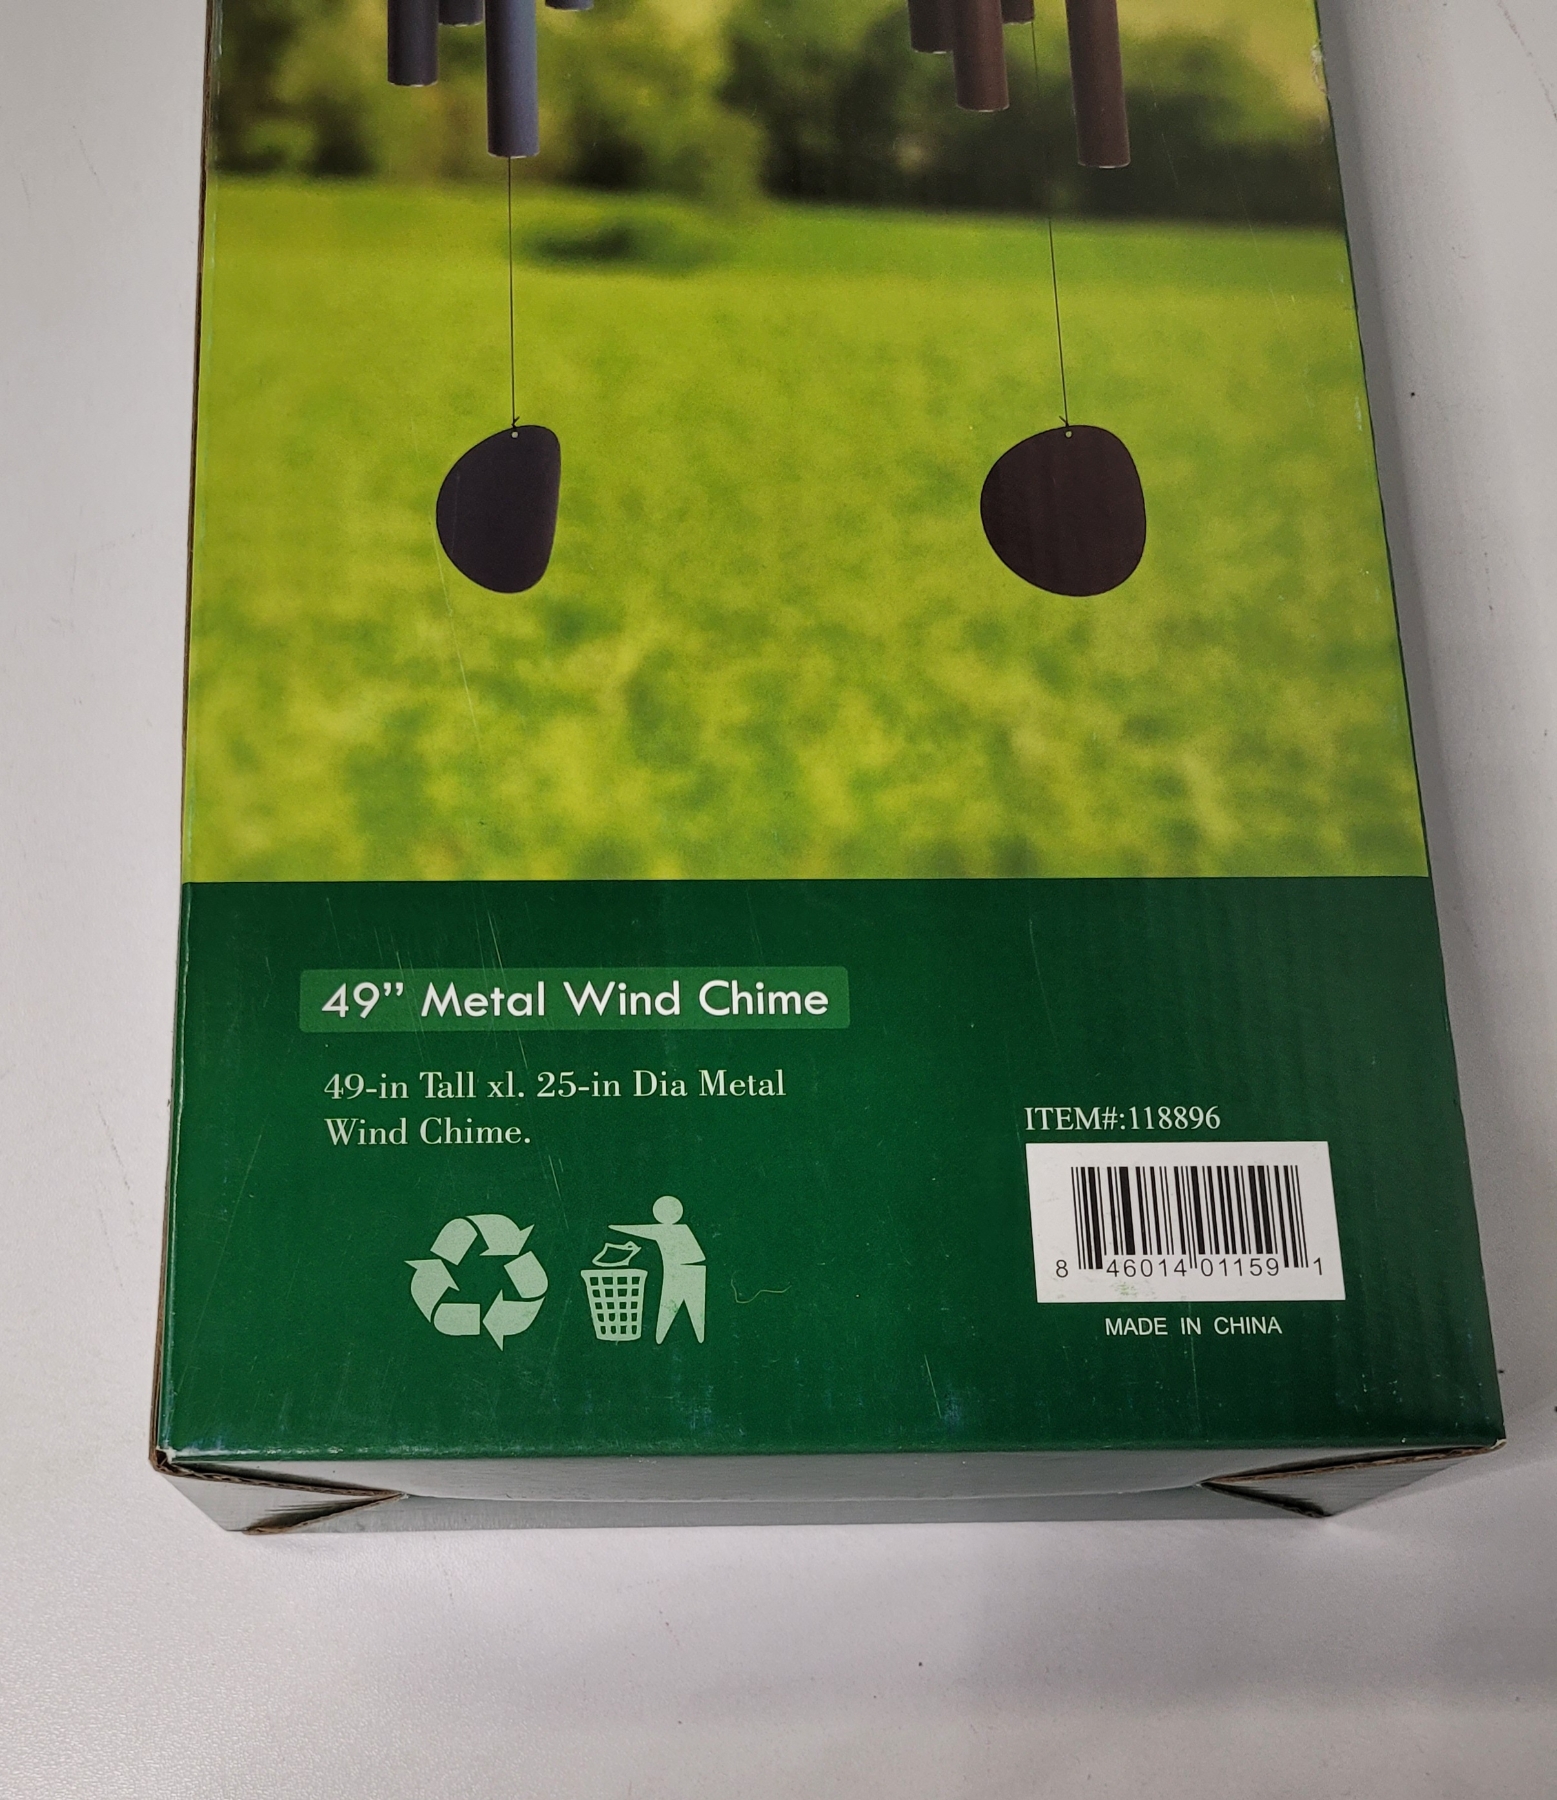 49” Metal Wind Chime
49-in Tall xl. 25-in Dia Metal
Wind Chime.
ITEM#:118896
8 46014 01159 1
MADE IN CHINA